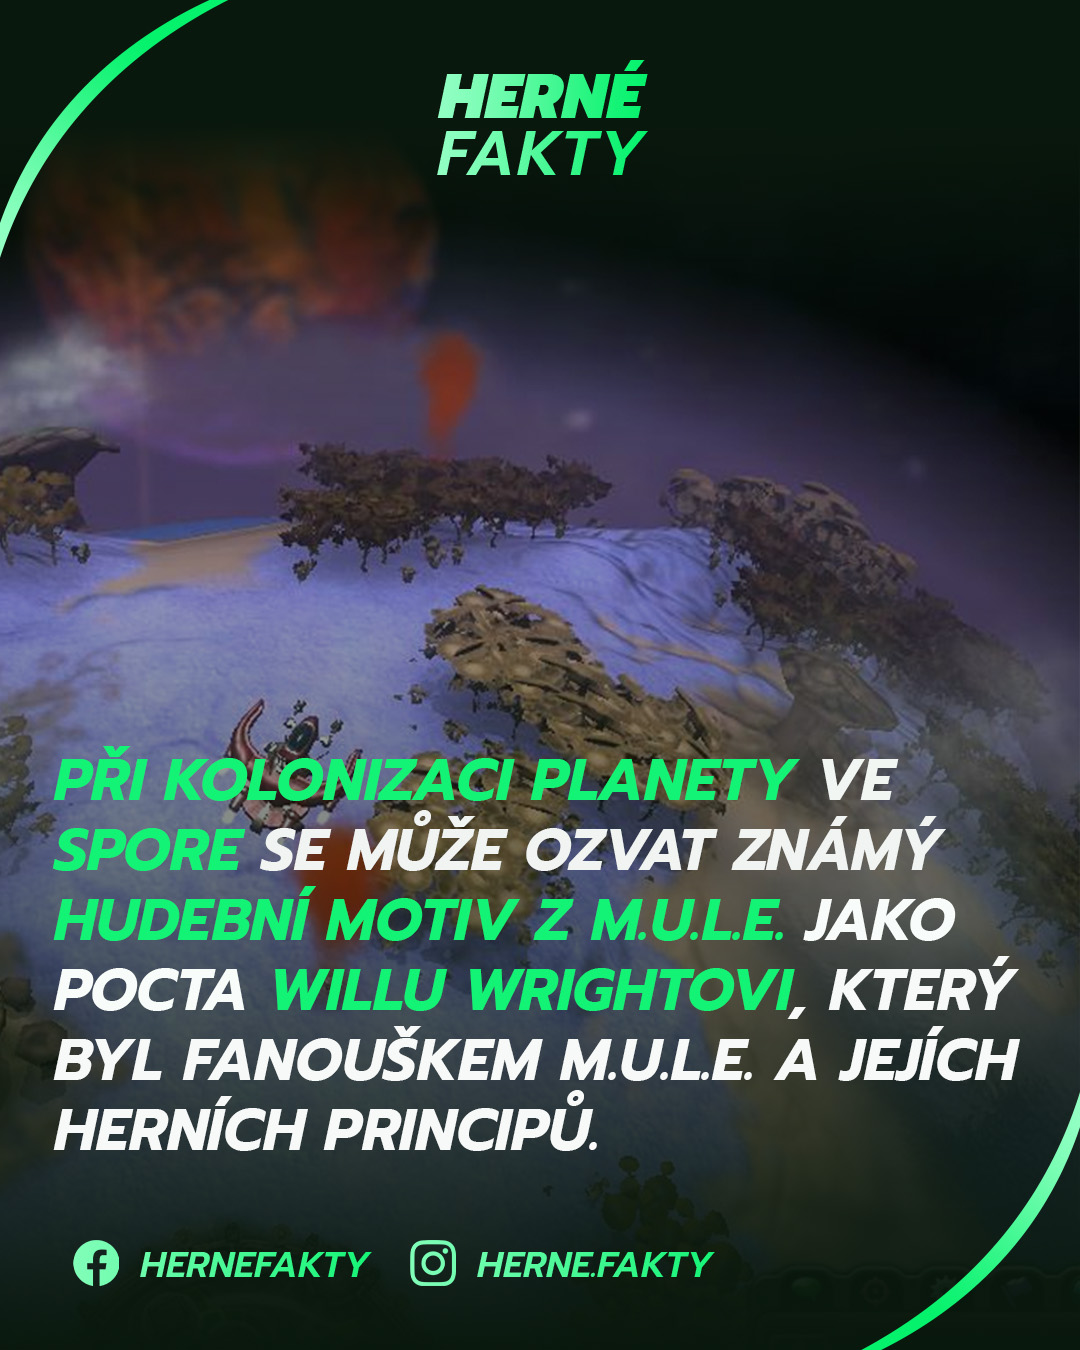 HERNÉ
FAKTY
PŘI KOLONIZACI PLANETY VE
SPORE SE MŮŽE OZVAT ZNÁMÝ
HUDEBNÍ MOTIV Z M.U.L.E. JAKO
POCTA WILLU WRIGHTOVI, KTERÝ
BYL FANOUŠKEM M.U.L.E. A JEJÍCH
HERNÍCH PRINCIPŮ.
HERNEFAKTY HERNE.FAKTY